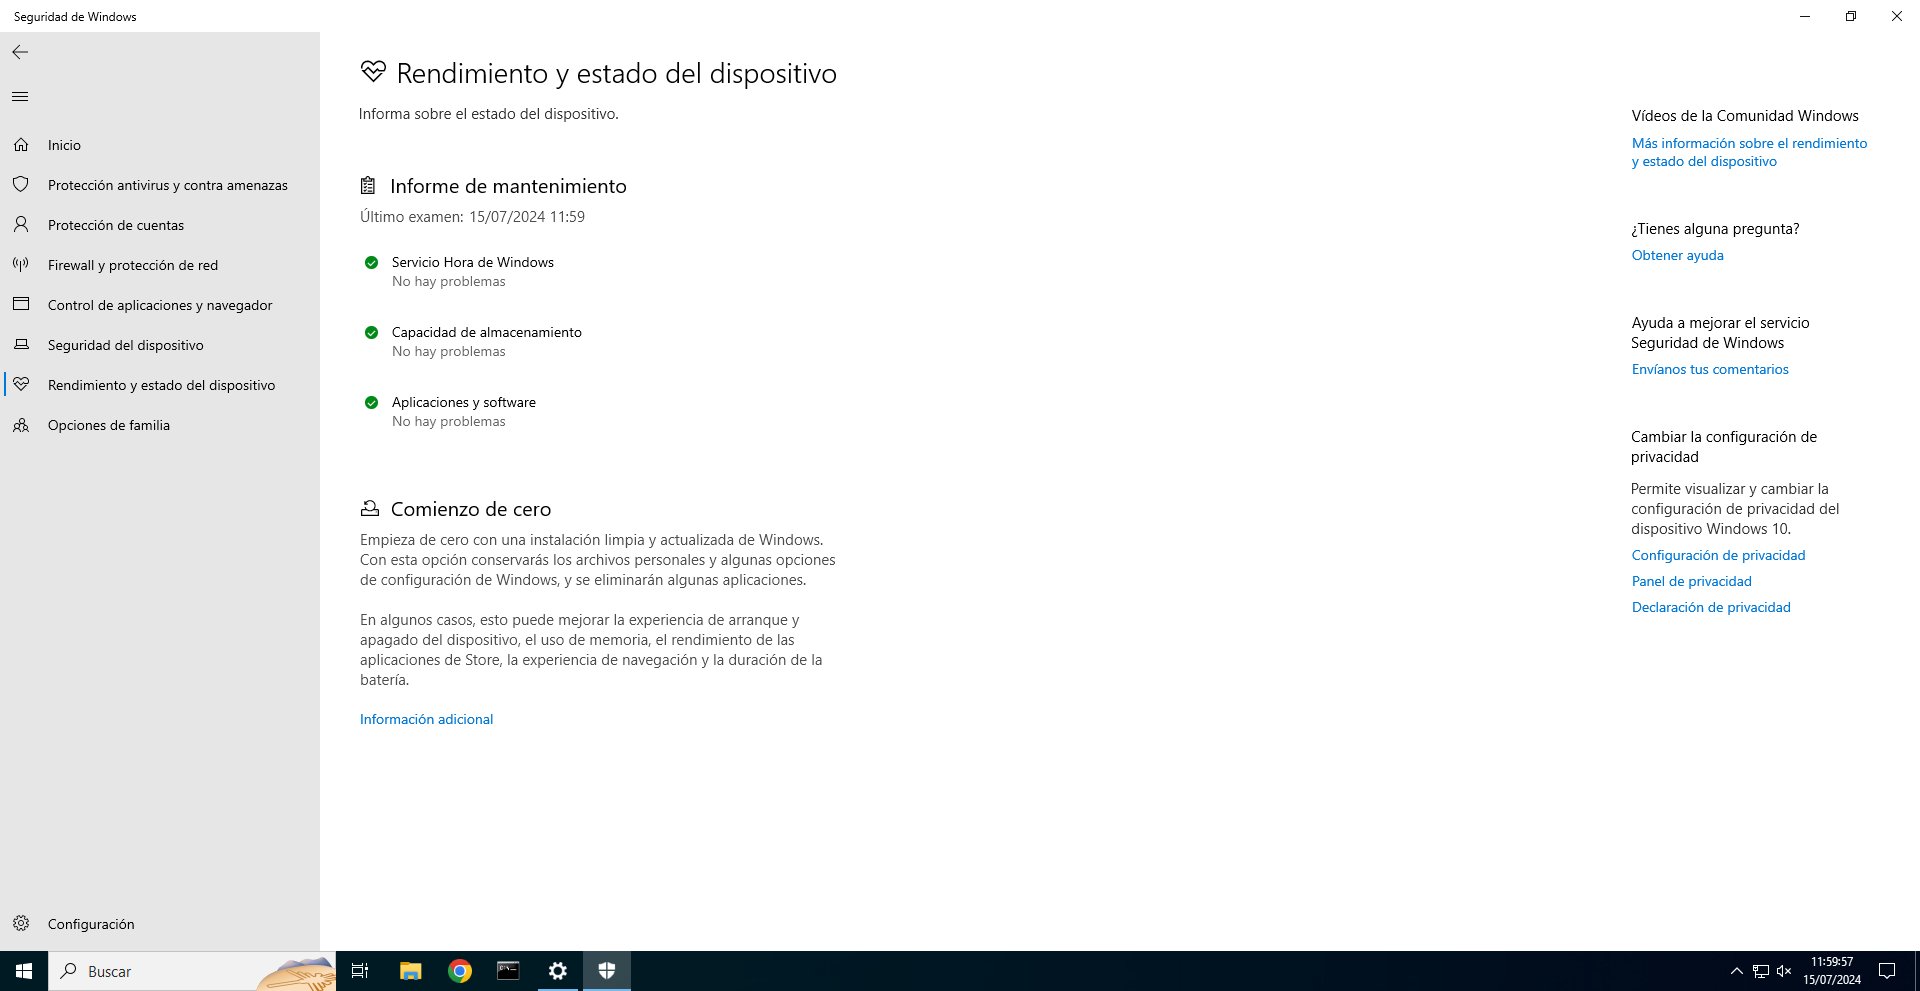 Seguridad de Windows
Inicio
Protección antivirus y contra amenazas
Protección de cuentas
Firewall y protección de red
Control de aplicaciones y navegador
Seguridad del dispositivo
Rendimiento y estado del dispositivo
Opciones de familia
Configuración
Rendimiento y estado del dispositivo
Informa sobre el estado del dispositivo.
Informe de mantenimiento
Último examen: 15/07/2024 11:59
Servicio Hora de Windows
No hay problemas
Capacidad de almacenamiento
No hay problemas
Aplicaciones y software
No hay problemas
Comienzo de cero
Empieza de cero con una instalación limpia y actualizada de Windows.
Con esta opción conservarás los archivos personales y algunas opciones
de configuración de Windows, y se eliminarán algunas aplicaciones.
En algunos casos, esto puede mejorar la experiencia de arranque y
apagado del dispositivo, el uso de memoria, el rendimiento de las
aplicaciones de Store, la experiencia de navegación y la duración de la
batería.
Información adicional
Vídeos de la Comunidad Windows
Más información sobre el rendimiento
y estado del dispositivo
¿Tienes alguna pregunta?
Obtener ayuda
Ayuda a mejorar el servicio
Seguridad de Windows
Envíanos tus comentarios
Cambiar la configuración de
privacidad
Permite visualizar y cambiar la
configuración de privacidad del
dispositivo Windows 10.
Configuración de privacidad
Panel de privacidad
Declaración de privacidad
Buscar
11:59:57
15/07/2024